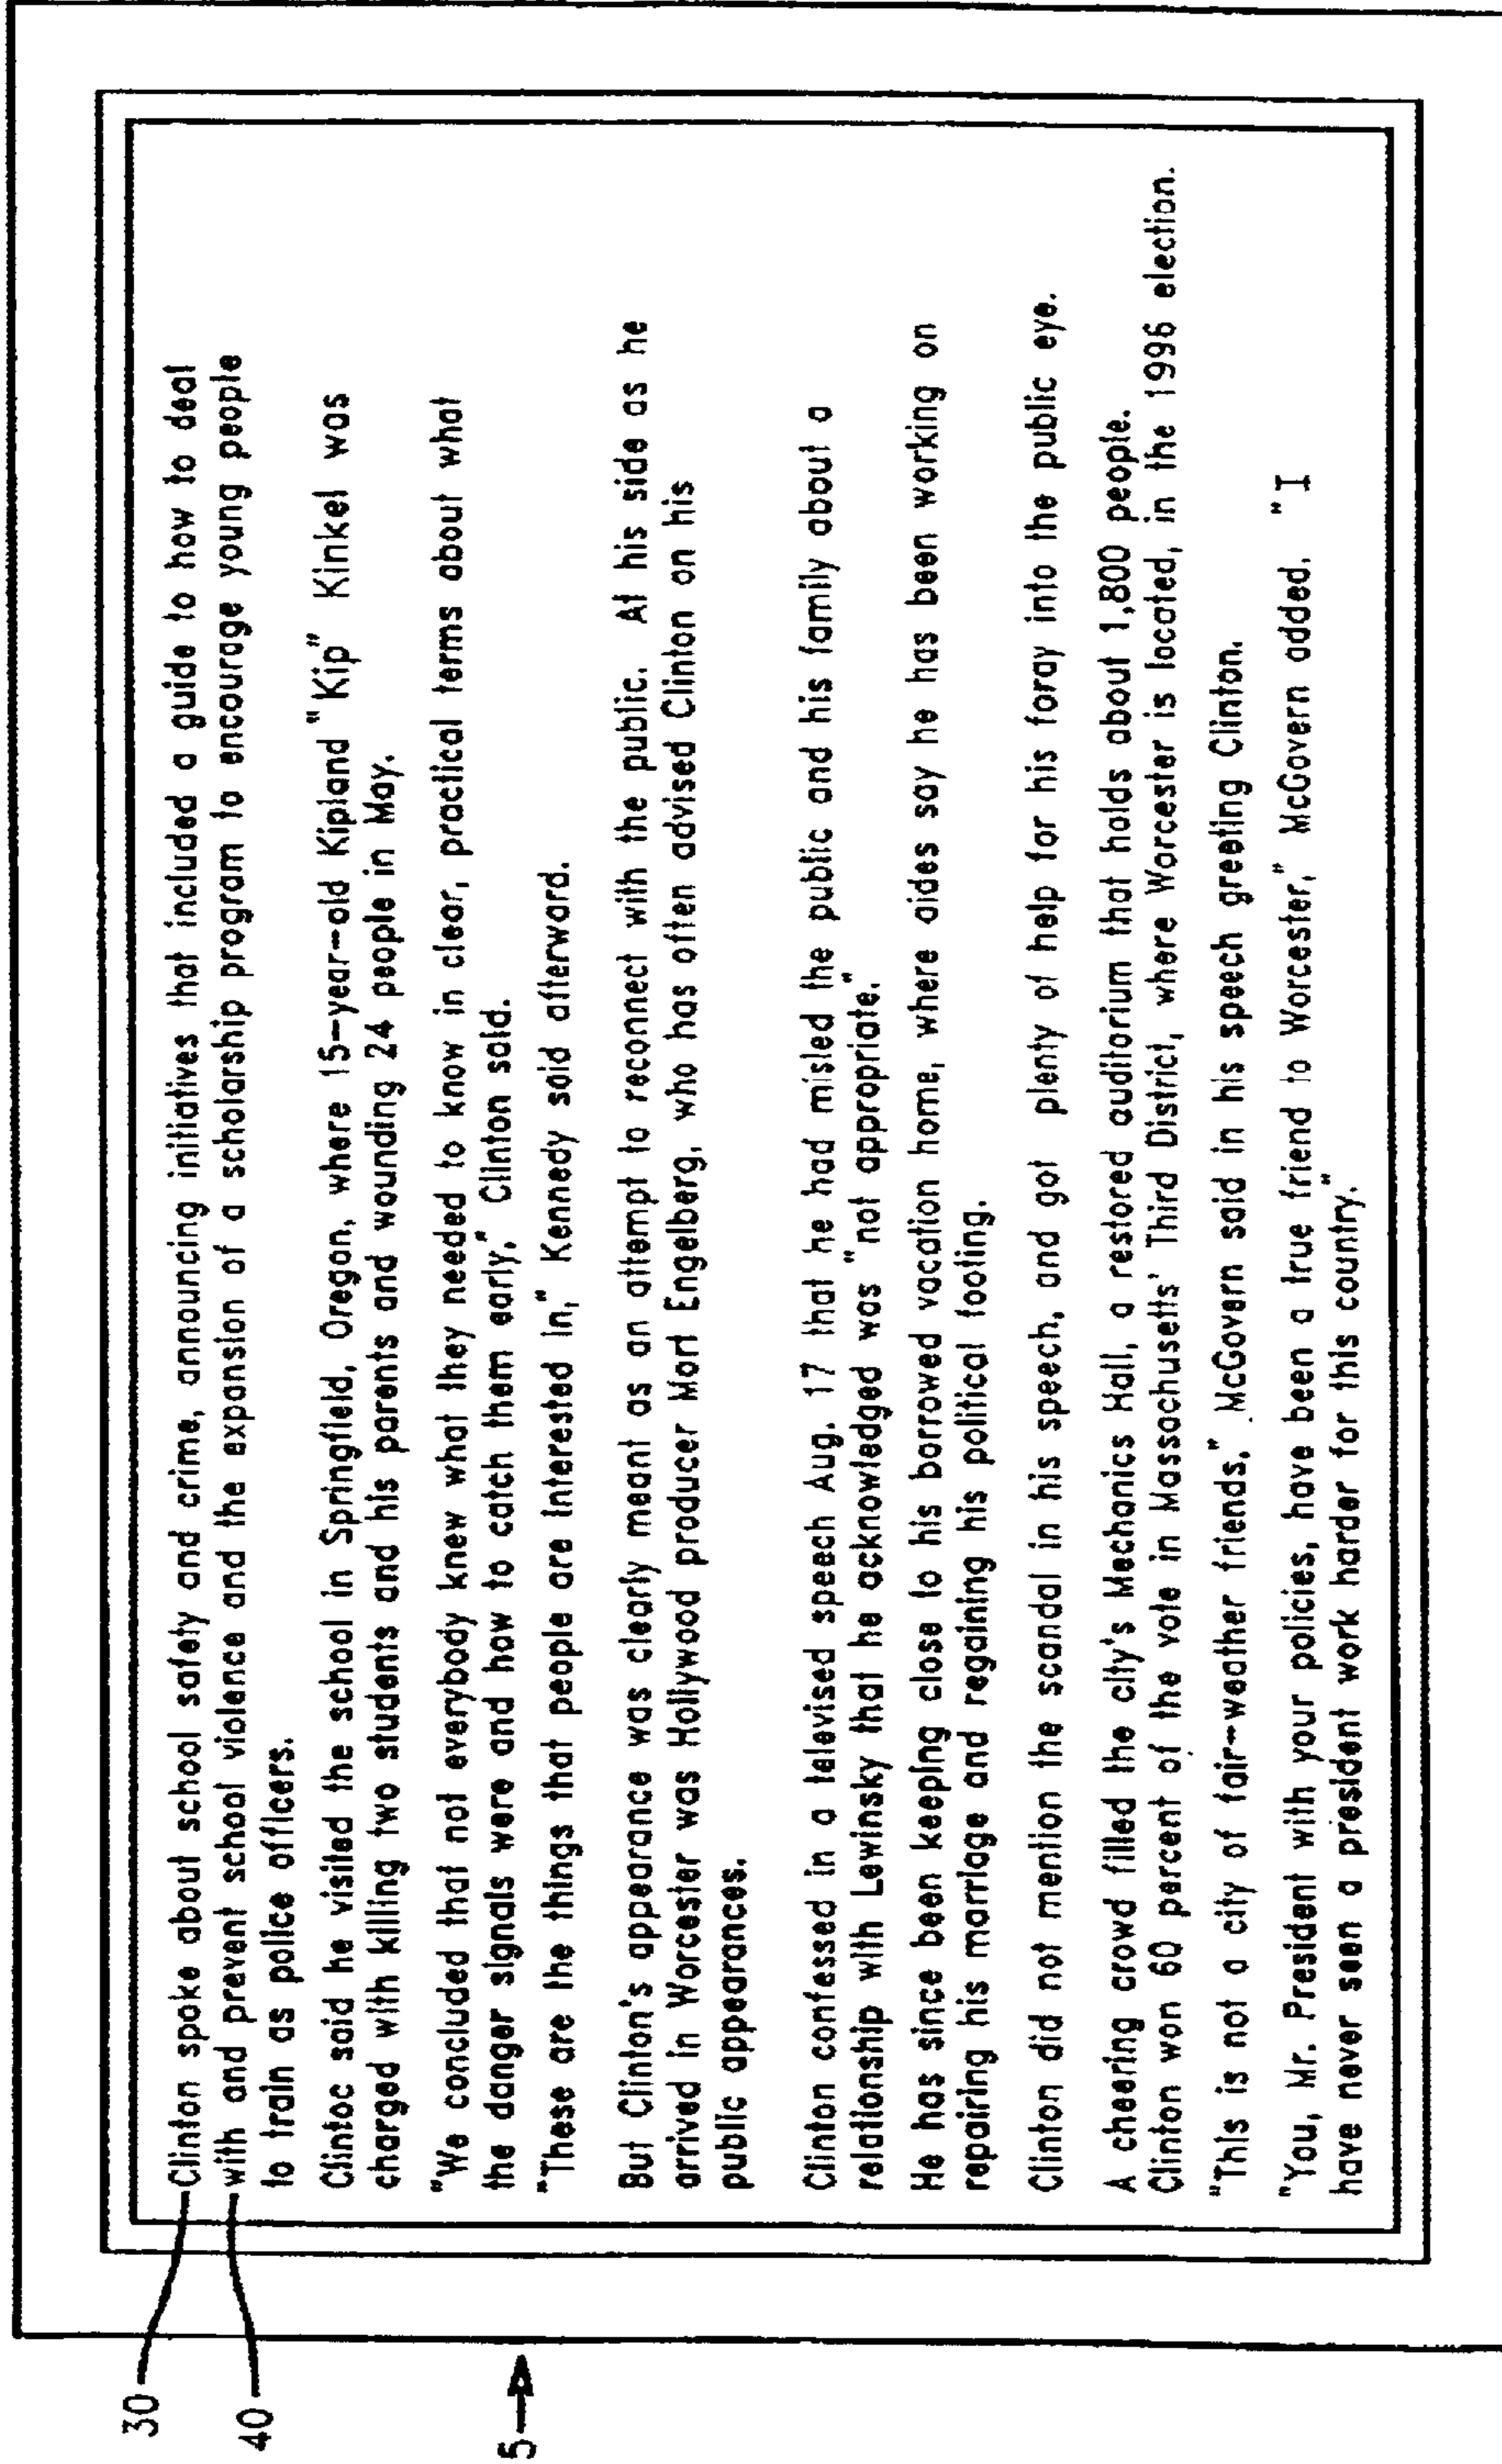 30
Clinton spoke about school safety and crime, announcing initiatives that included a guide to how to deal
40
with and prevent school violence and the expansion of a scholarship program to encourage young people
to train as police officers.
Clintoc said he visited the school in Springfield, Oregon, where 15-year-old Kipland "Kip" Kinkel was
charged with killing two students and his parents and wounding 24 people in May.
"We concluded that not everybody knew what they needed to know in clear, practical terms about what
the danger signals were and how to catch them early," Clinton said.
5
"These are the things that people are interested in," Kennedy said afterward.
But Clinton's appearance was clearly meant as an attempt to reconnect with the public. At his side as he
arrived in Worcester was Hollywood producer Mort Engelberg, who has often advised Clinton on his
public appearances.
Clinton confessed in a televised speech Aug. 17 that he had misled the public and his family about a
relationship with Lewinsky that he acknowledged was "not appropriate."
He has since been keeping close to his borrowed vacation home, where aides say he has been working on
repairing his marriage and regaining his political footing.
Clinton did not mention the scandal in his speech, and got plenty of help for his foray into the public eye.
A cheering crowd filled the city's Mechanics Hall, a restored auditorium that holds about 1,800 people.
Clinton won 60 percent of the vote in Massachusetts' Third District, where Worcester is located, in the 1996 election.
"This is not a city of fair-weather friends," McGovern said in his speech greeting Clinton.
"You, Mr. President with your policies, have been a true friend to Worcester," McGovern added. "I
have never seen a president work harder for this country."